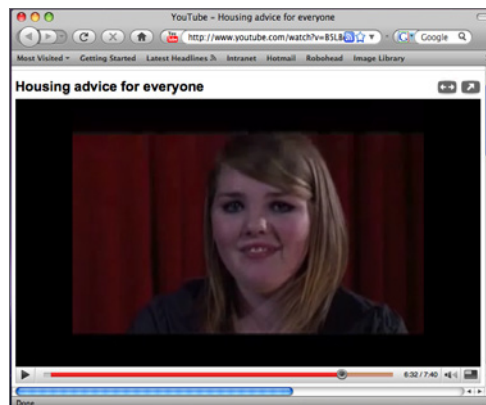 YouTube – Housing advice for everyone
http://www.youtube.com/watch?v=B5LB
Google
Most Visited
Getting Started
Latest Headlines
Intranet
Hotmail
Robohead
Image Library
Housing advice for everyone
6:32 / 7:40
Done